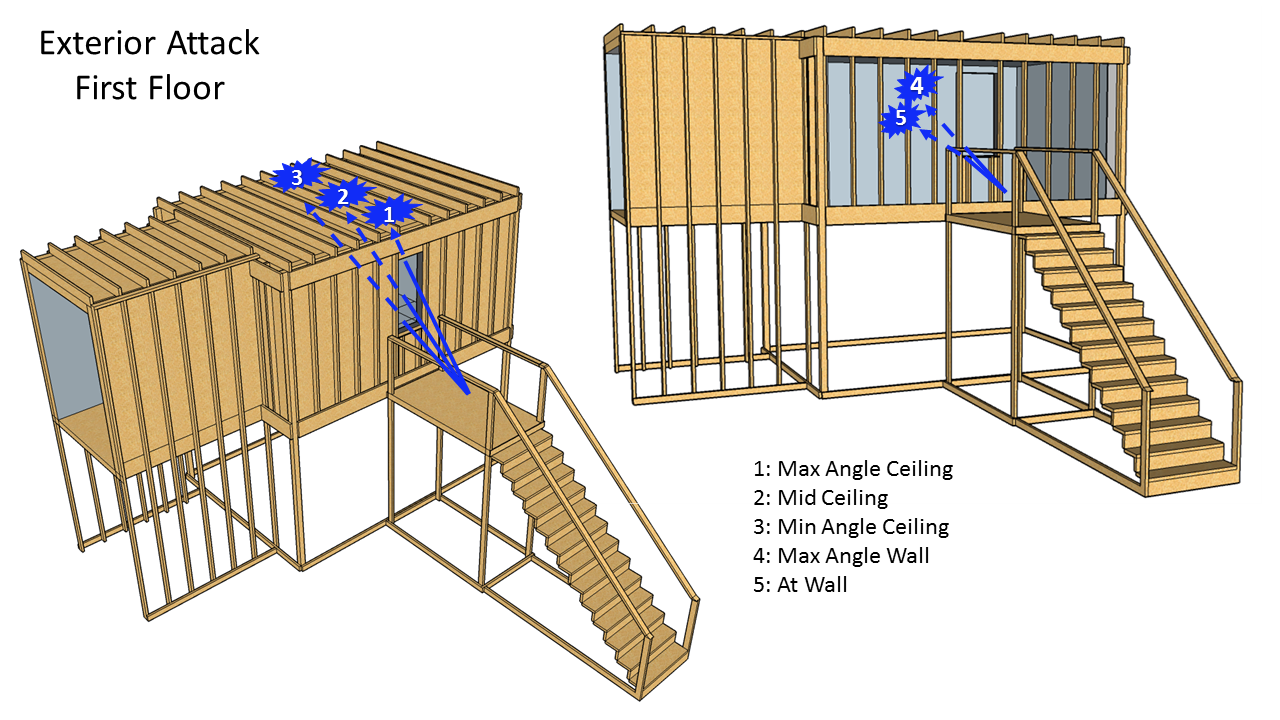 Exterior Attack
First Floor
3
2
1
4
5
1: Max Angle Ceiling
2: Mid Ceiling
3: Min Angle Ceiling
4: Max Angle Wall
5: At Wall